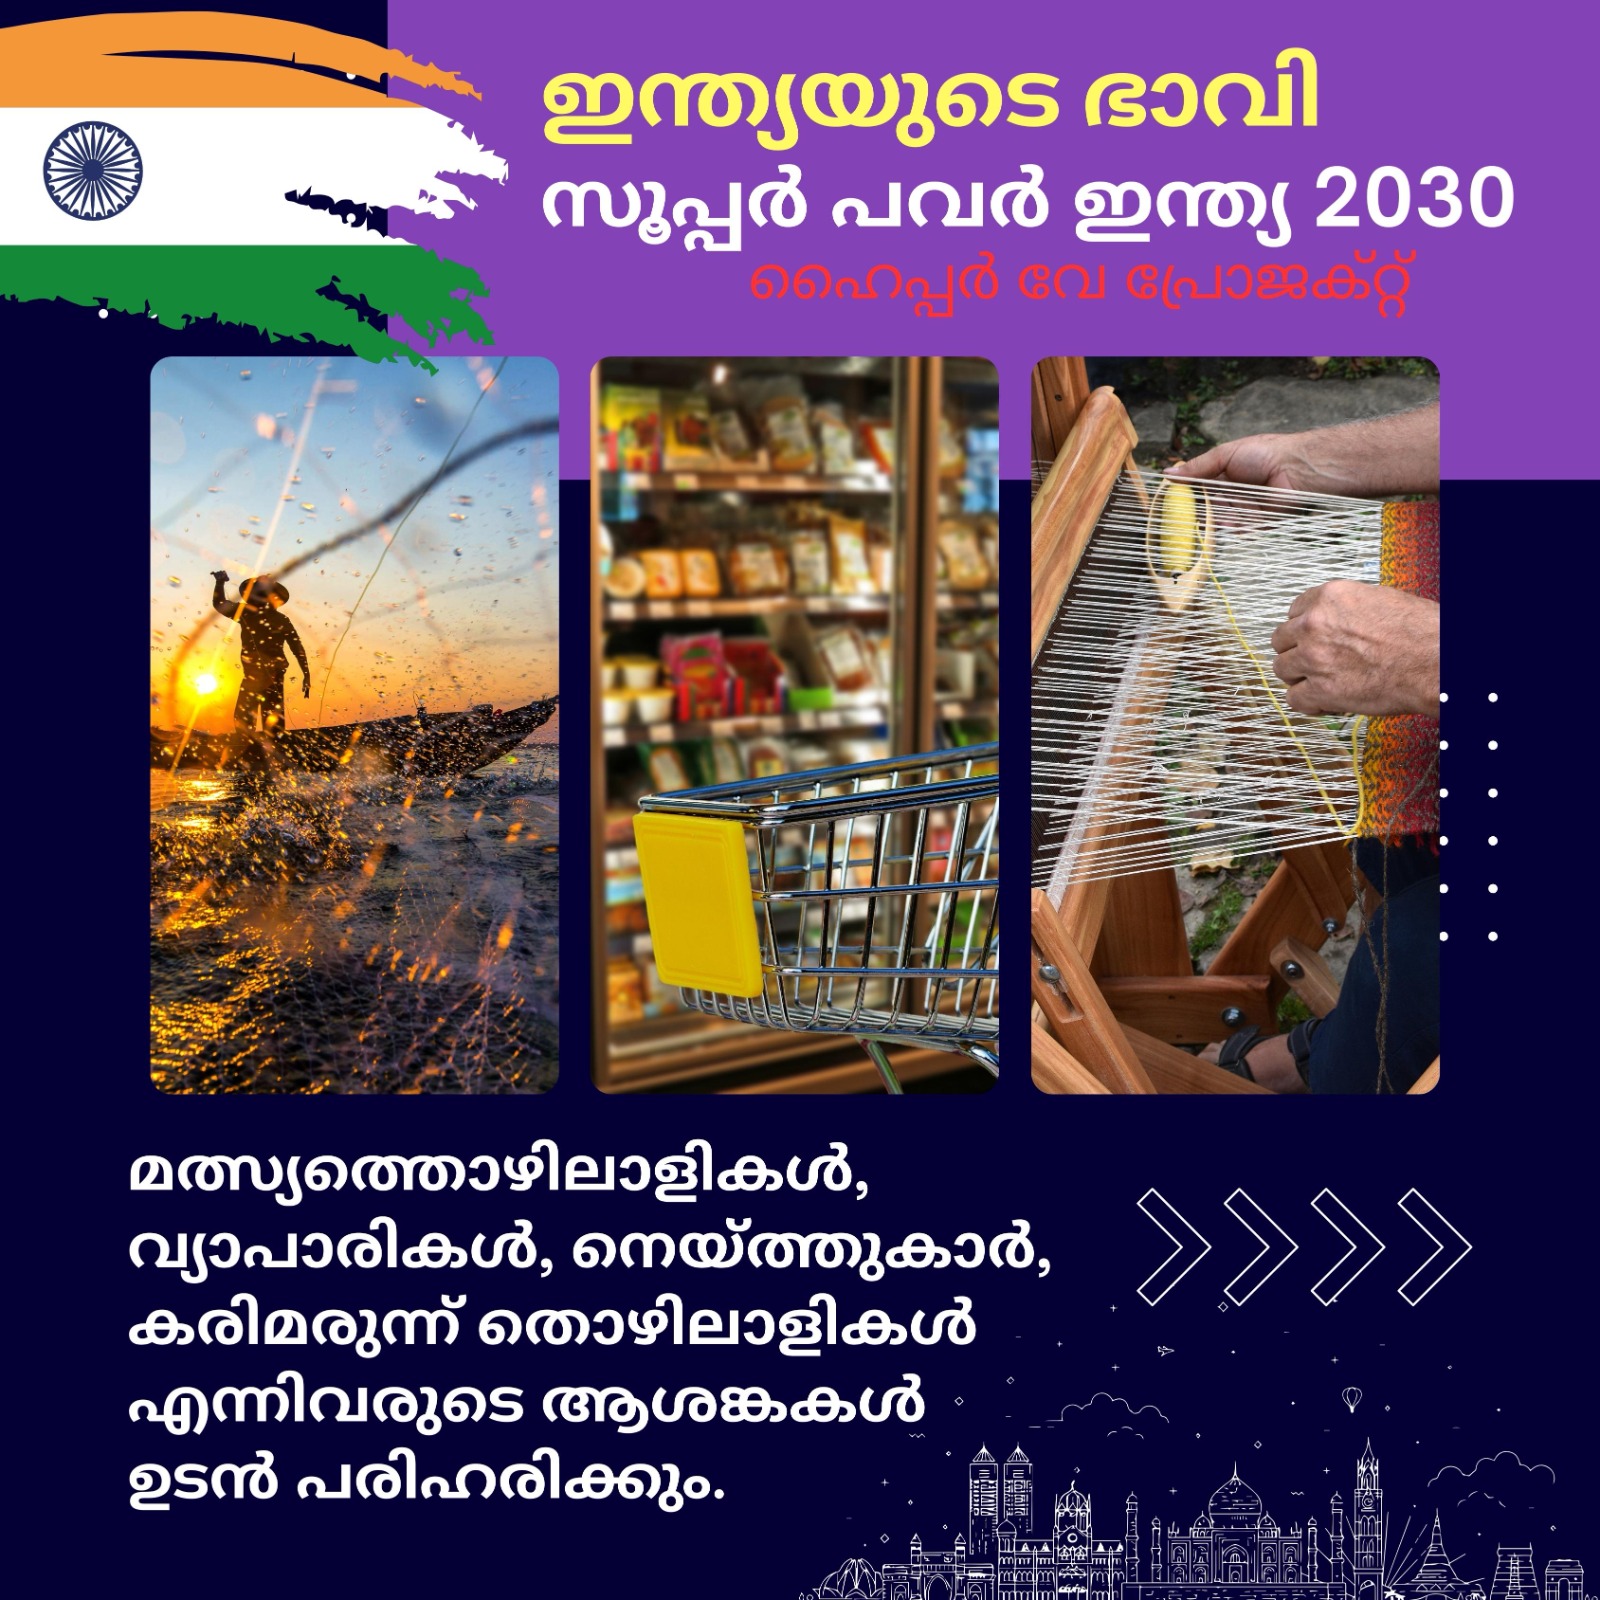 ഇന്ത്യയുടെ ഭാവി
സൂപ്പർ പവർ ഇന്ത്യ 2030
ഹൈപ്പർ വേ പ്രോജക്റ്റ്
മത്സ്യത്തൊഴിലാളികൾ,
വ്യാപാരികൾ, നെയ്ത്തുകാർ,
കരിമരുന്ന് തൊഴിലാളികൾ
എന്നിവരുടെ ആശങ്കകൾ
ഉടൻ പരിഹരിക്കും.